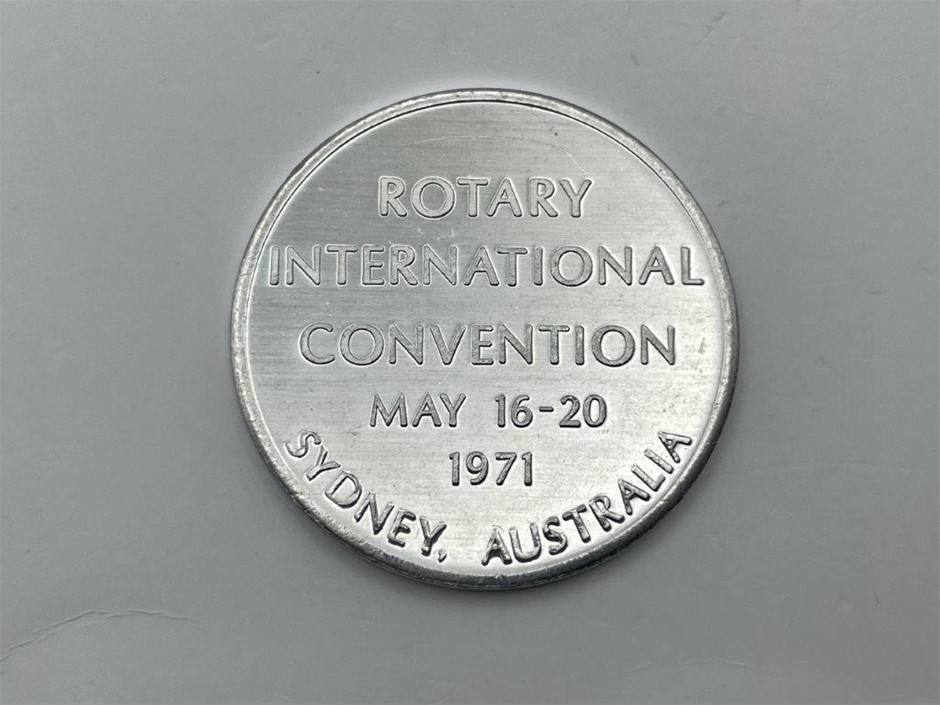 ROTARY
INTERNATIONAL
CONVENTION
MAY 16-20
1971
SYDNEY, AUSTRALIA